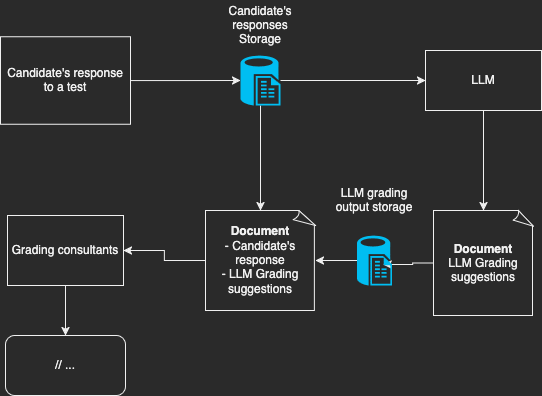 Candidate's
responses
Storage
Candidate's response
to a test
LLM
LLM grading
output storage
Document
- Candidate's
response
- LLM Grading
suggestions
Document
LLM Grading
suggestions
Grading consultants
// ...